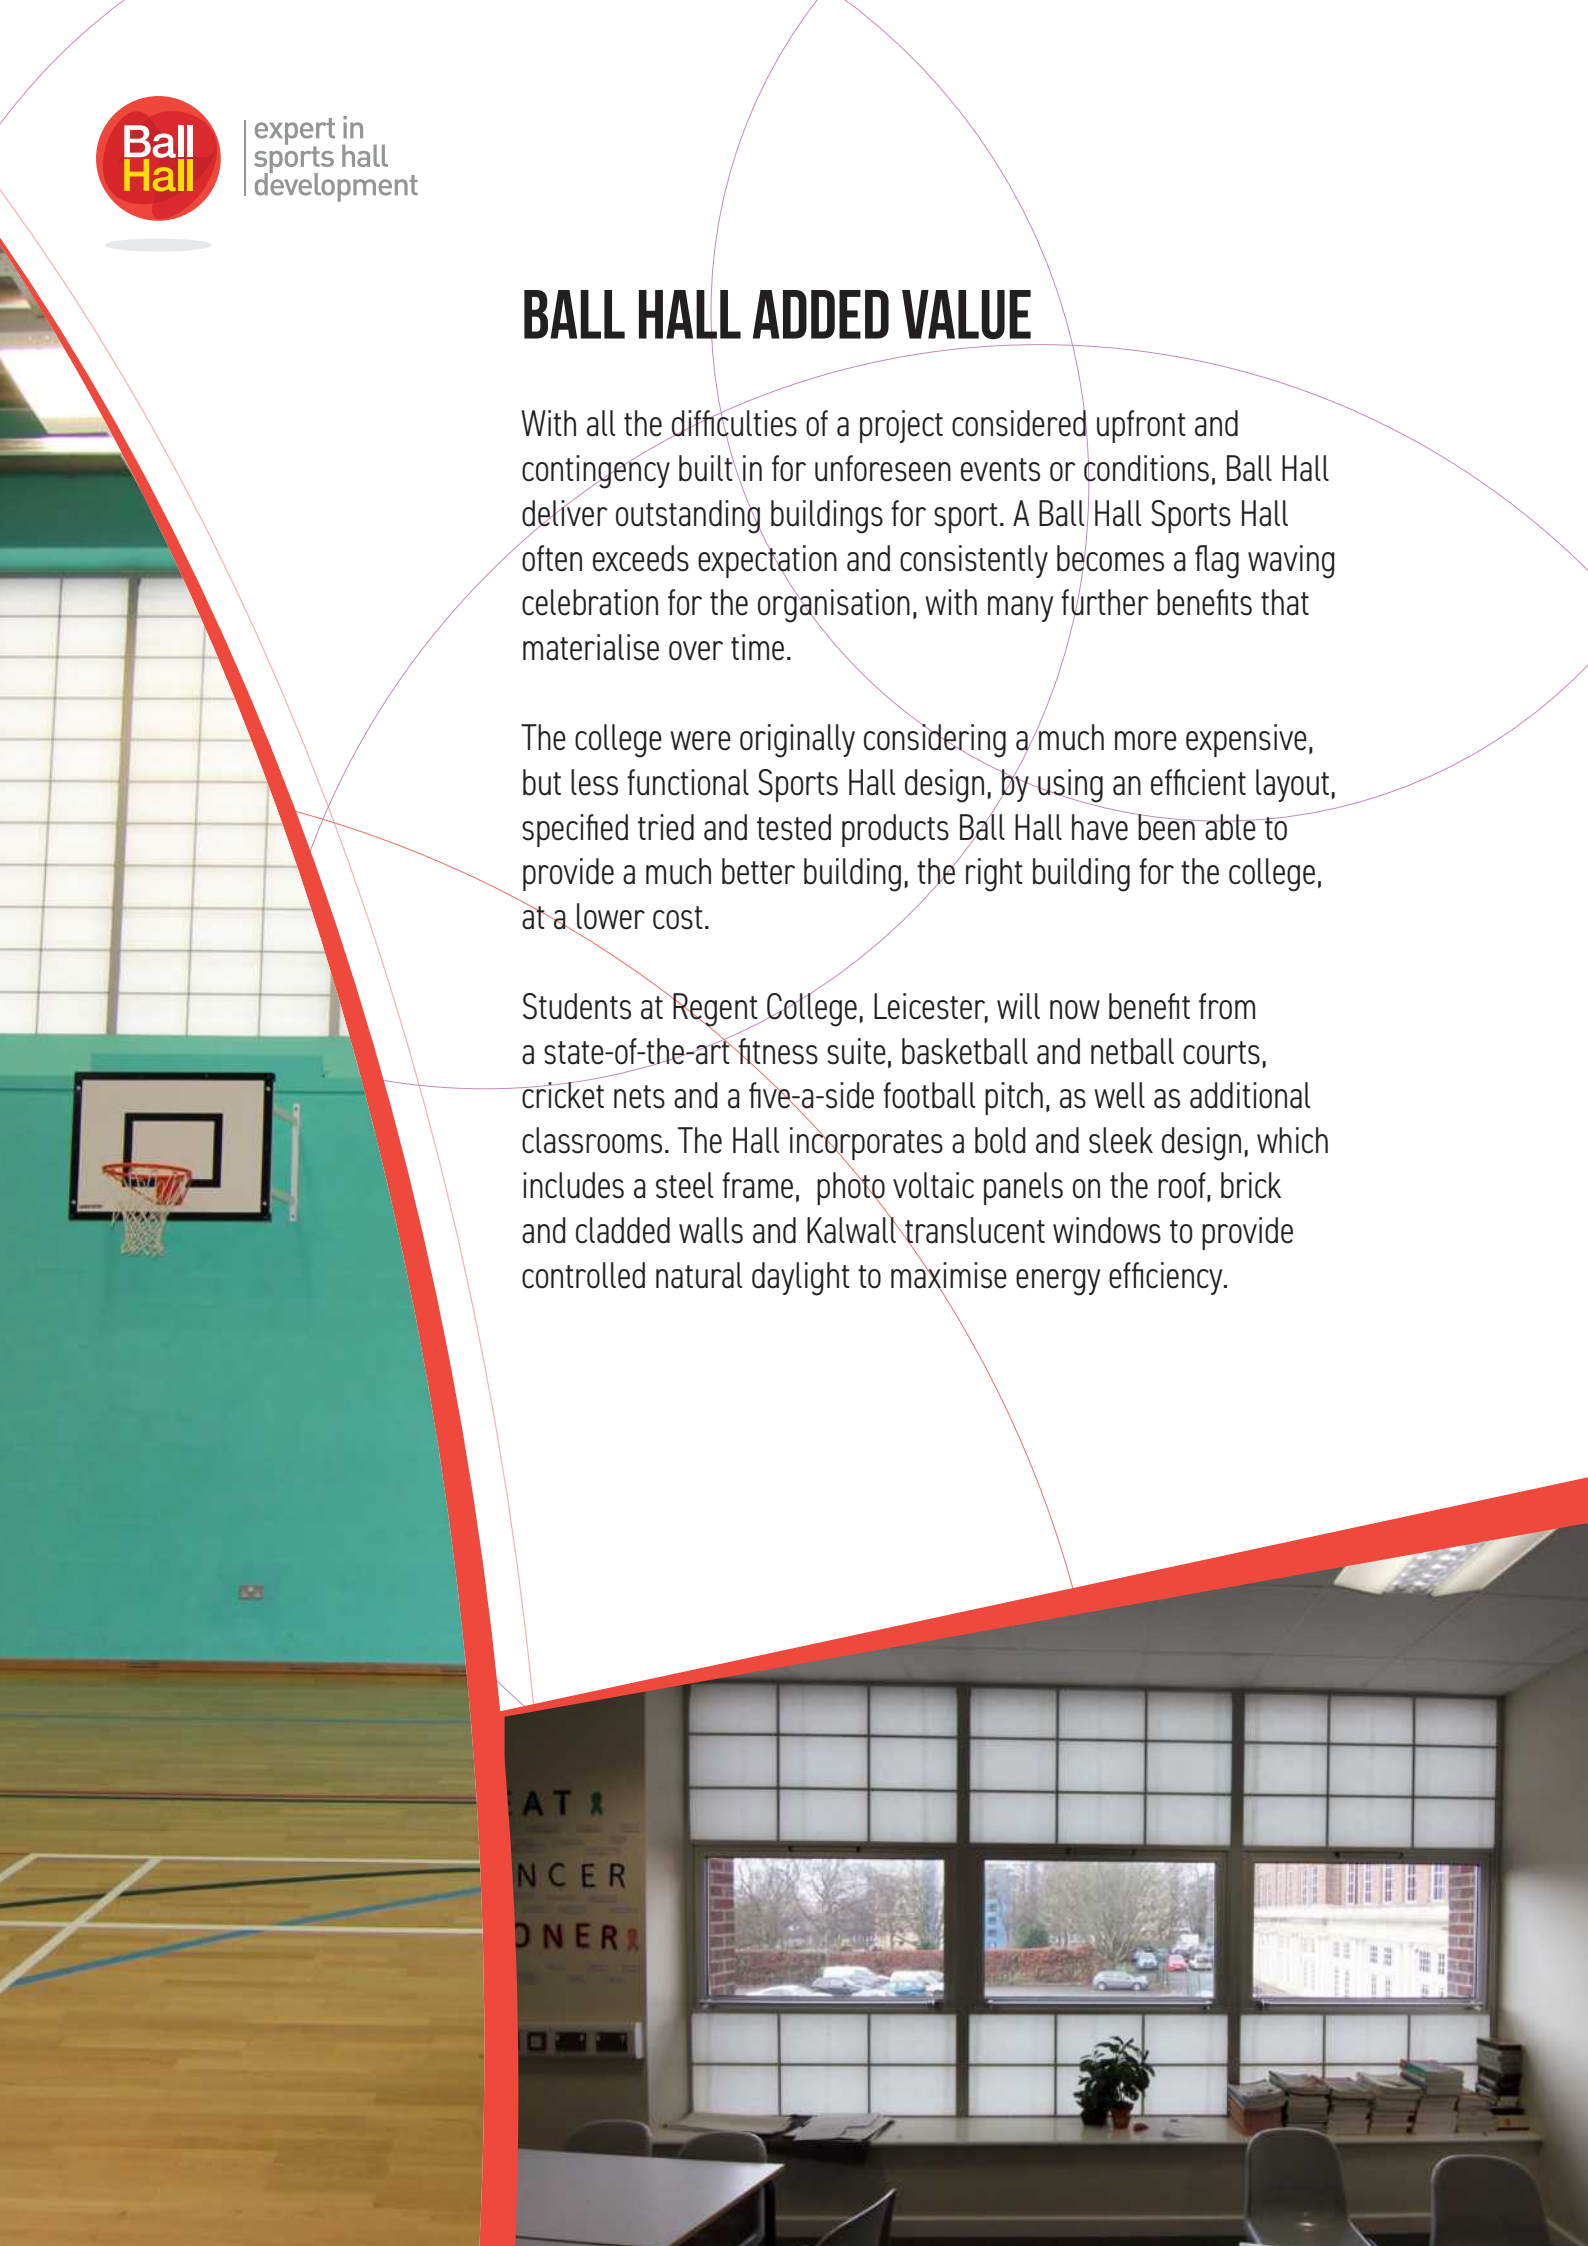 Ball
Hall
expert in
sports hall
development
BALL HALL ADDED VALUE
With all the difficulties of a project considered upfront and
contingency built in for unforeseen events or conditions, Ball Hall
deliver outstanding buildings for sport. A Ball Hall Sports Hall
often exceeds expectation and consistently becomes a flag waving
celebration for the organisation, with many further benefits that
materialise over time.
The college were originally considering a much more expensive,
but less functional Sports Hall design, by using an efficient layout,
specified tried and tested products Ball Hall have been able to
provide a much better building, the right building for the college,
at a lower cost.
Students at Regent College, Leicester, will now benefit from
a state-of-the-art fitness suite, basketball and netball courts,
cricket nets and a five-a-side football pitch, as well as additional
classrooms. The Hall incorporates a bold and sleek design, which
includes a steel frame,  photo voltaic panels on the roof, brick
and cladded walls and Kalwall translucent windows to provide
controlled natural daylight to maximise energy efficiency.
EAT
NCER
ONER